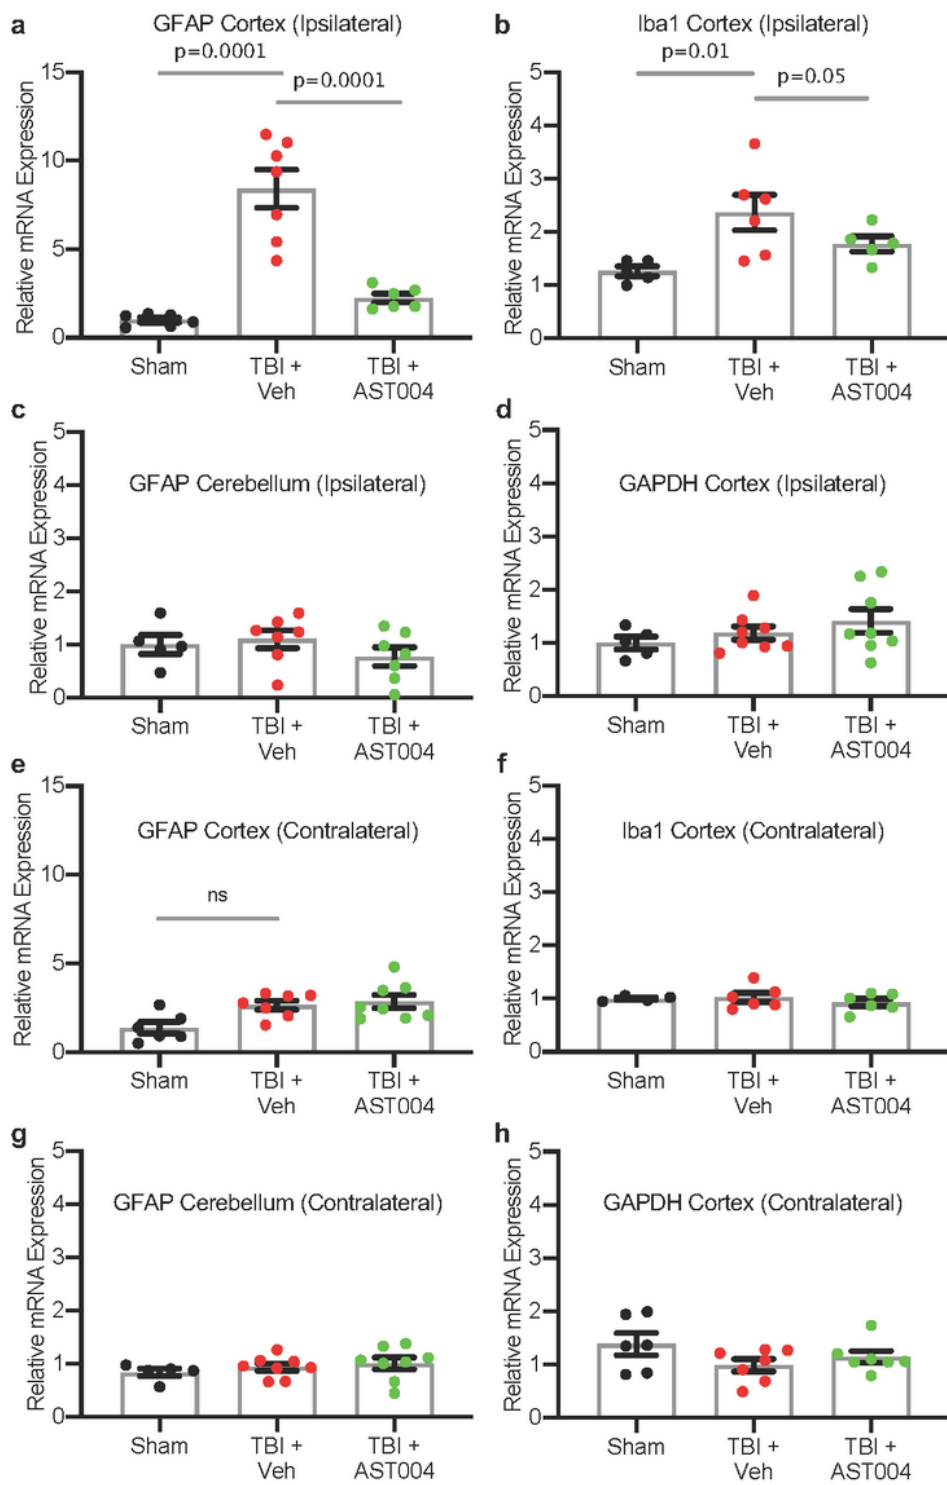 a
GFAP Cortex (Ipsilateral)
p=0.0001
p=0.0001
Relative mRNA Expression
15
10
5
0
Sham
TBI +
Veh
TBI +
AST004
b
Iba1 Cortex (Ipsilateral)
p=0.01
p=0.05
Relative mRNA Expression
5
4
3
2
1
0
Sham
TBI +
Veh
TBI +
AST004
c
GFAP Cerebellum (Ipsilateral)
Relative mRNA Expression
5
4
3
2
1
0
Sham
TBI +
Veh
TBI +
AST004
d
GAPDH Cortex (Ipsilateral)
Relative mRNA Expression
5
4
3
2
1
0
Sham
TBI +
Veh
TBI +
AST004
e
GFAP Cortex (Contralateral)
ns
Relative mRNA Expression
15
10
5
0
Sham
TBI +
Veh
TBI +
AST004
f
Iba1 Cortex (Contralateral)
Relative mRNA Expression
5
4
3
2
1
0
Sham
TBI +
Veh
TBI +
AST004
g
GFAP Cerebellum (Contralateral)
Relative mRNA Expression
5
4
3
2
1
0
Sham
TBI +
Veh
TBI +
AST004
h
GAPDH Cortex (Contralateral)
Relative mRNA Expression
5
4
3
2
1
0
Sham
TBI +
Veh
TBI +
AST004